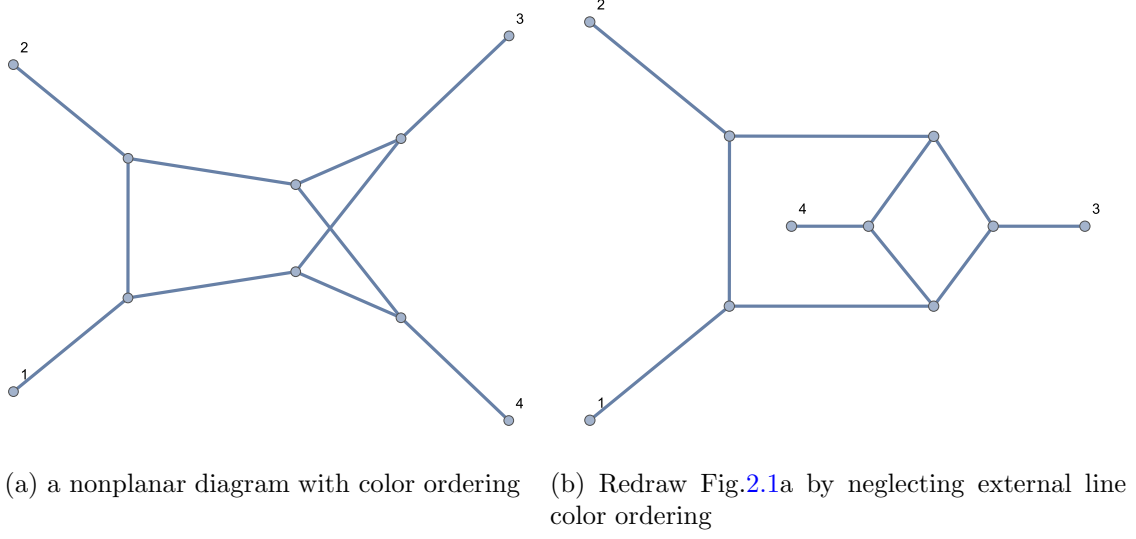 2
3
1
4
2
4
3
1
(a) a nonplanar diagram with color ordering
(b) Redraw Fig.2.1a by neglecting external line
color ordering